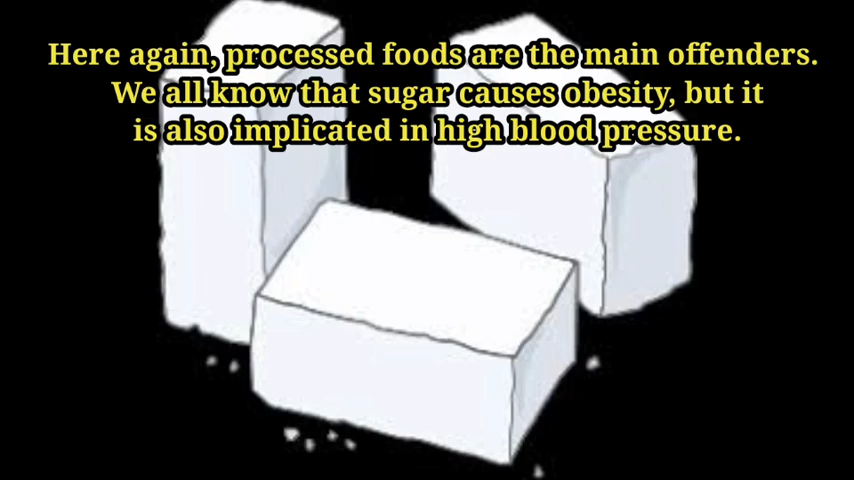 Here again, processed foods are the main offenders.
We all know that sugar causes obesity, but it
is also implicated in high blood pressure.